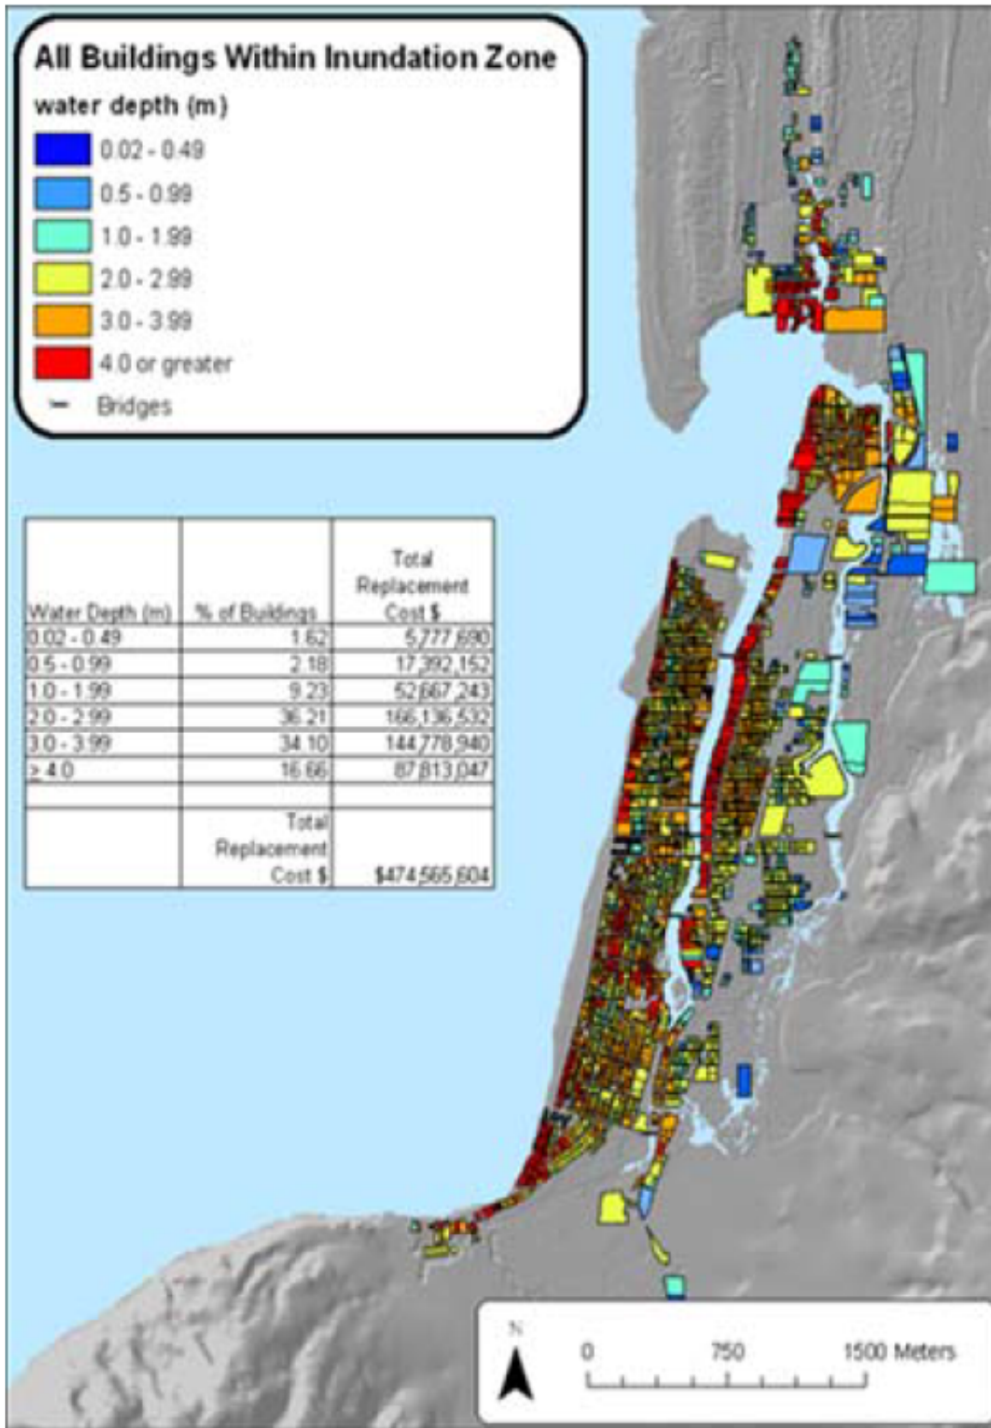 All Buildings Within Inundation Zone
water depth (m)
0.02 - 0.49
0.5 - 0.99
1.0 - 1.99
2.0 - 2.99
3.0 - 3.99
4.0 or greater
Bridges
Water Depth (m) % of Buildings Total Replacement Cost $
0.02 - 0.49 1.62 5,777,690
0.5 - 0.99 2.18 17,392,152
1.0 - 1.99 9.23 52,667,243
2.0 - 2.99 36.21 166,136,532
3.0 - 3.99 34.10 144,778,940
≥ 4.0 16.66 87,813,047
Total
Replacement
Cost $ $474,565,604
N
0 750 1500 Meters